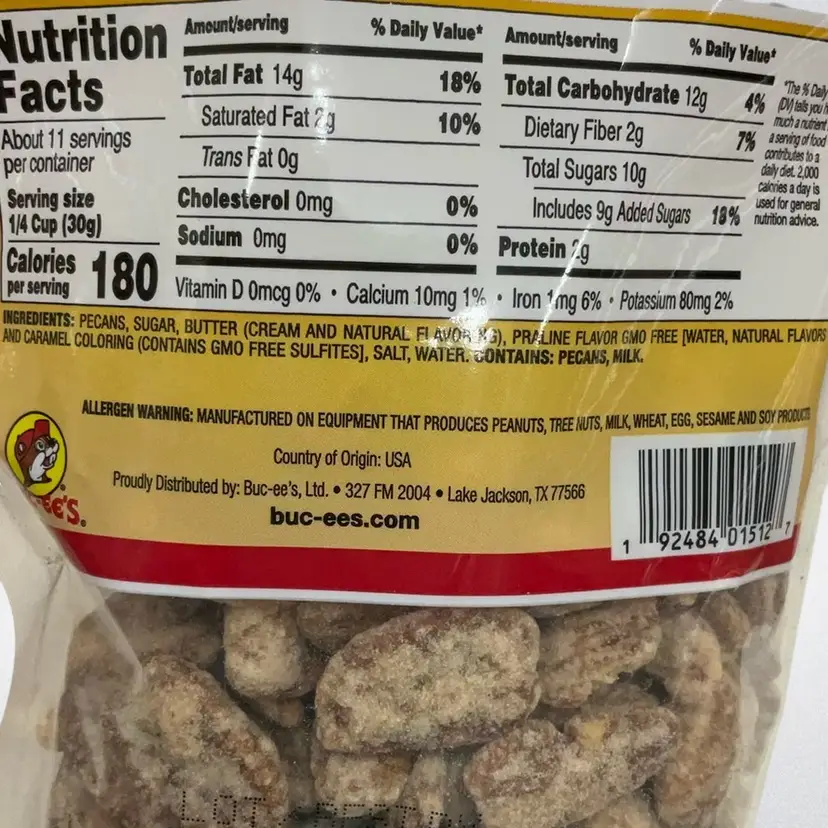 Nutrition Facts
About 11 servings per container
Serving size
1/4 Cup (30g)
Calories per serving 180
Amount/serving % Daily Value*
Total Fat 14g 18%
Saturated Fat 2g 10%
Trans Fat 0g
Cholesterol 0mg 0%
Sodium 0mg 0%
Amount/serving % Daily Value*
Total Carbohydrate 12g 4%
Dietary Fiber 2g 7%
Total Sugars 10g
Includes 9g Added Sugars 18%
Protein 2g
Vitamin D 0mcg 0% • Calcium 10mg 1% • Iron 1mg 6% • Potassium 80mg 2%
*The % Daily
(DV) tells you h
much a nutrient
a serving of food
contributes to a
daily diet. 2,000
calories a day is
used for general
nutrition advice.
INGREDIENTS: PECANS, SUGAR, BUTTER (CREAM AND NATURAL FLAVORING), PRALINE FLAVOR GMO FREE [WATER, NATURAL FLAVORS
AND CARAMEL COLORING (CONTAINS GMO FREE SULFITES], SALT, WATER. CONTAINS: PECANS, MILK.
ALLERGEN WARNING: MANUFACTURED ON EQUIPMENT THAT PRODUCES PEANUTS, TREE NUTS, MILK, WHEAT, EGG, SESAME AND SOY PRODUCTS
Country of Origin: USA
Proudly Distributed by: Buc-ee's, Ltd. • 327 FM 2004 • Lake Jackson, TX 77566
buc-ees.com
1 92484 01512 7
LOT